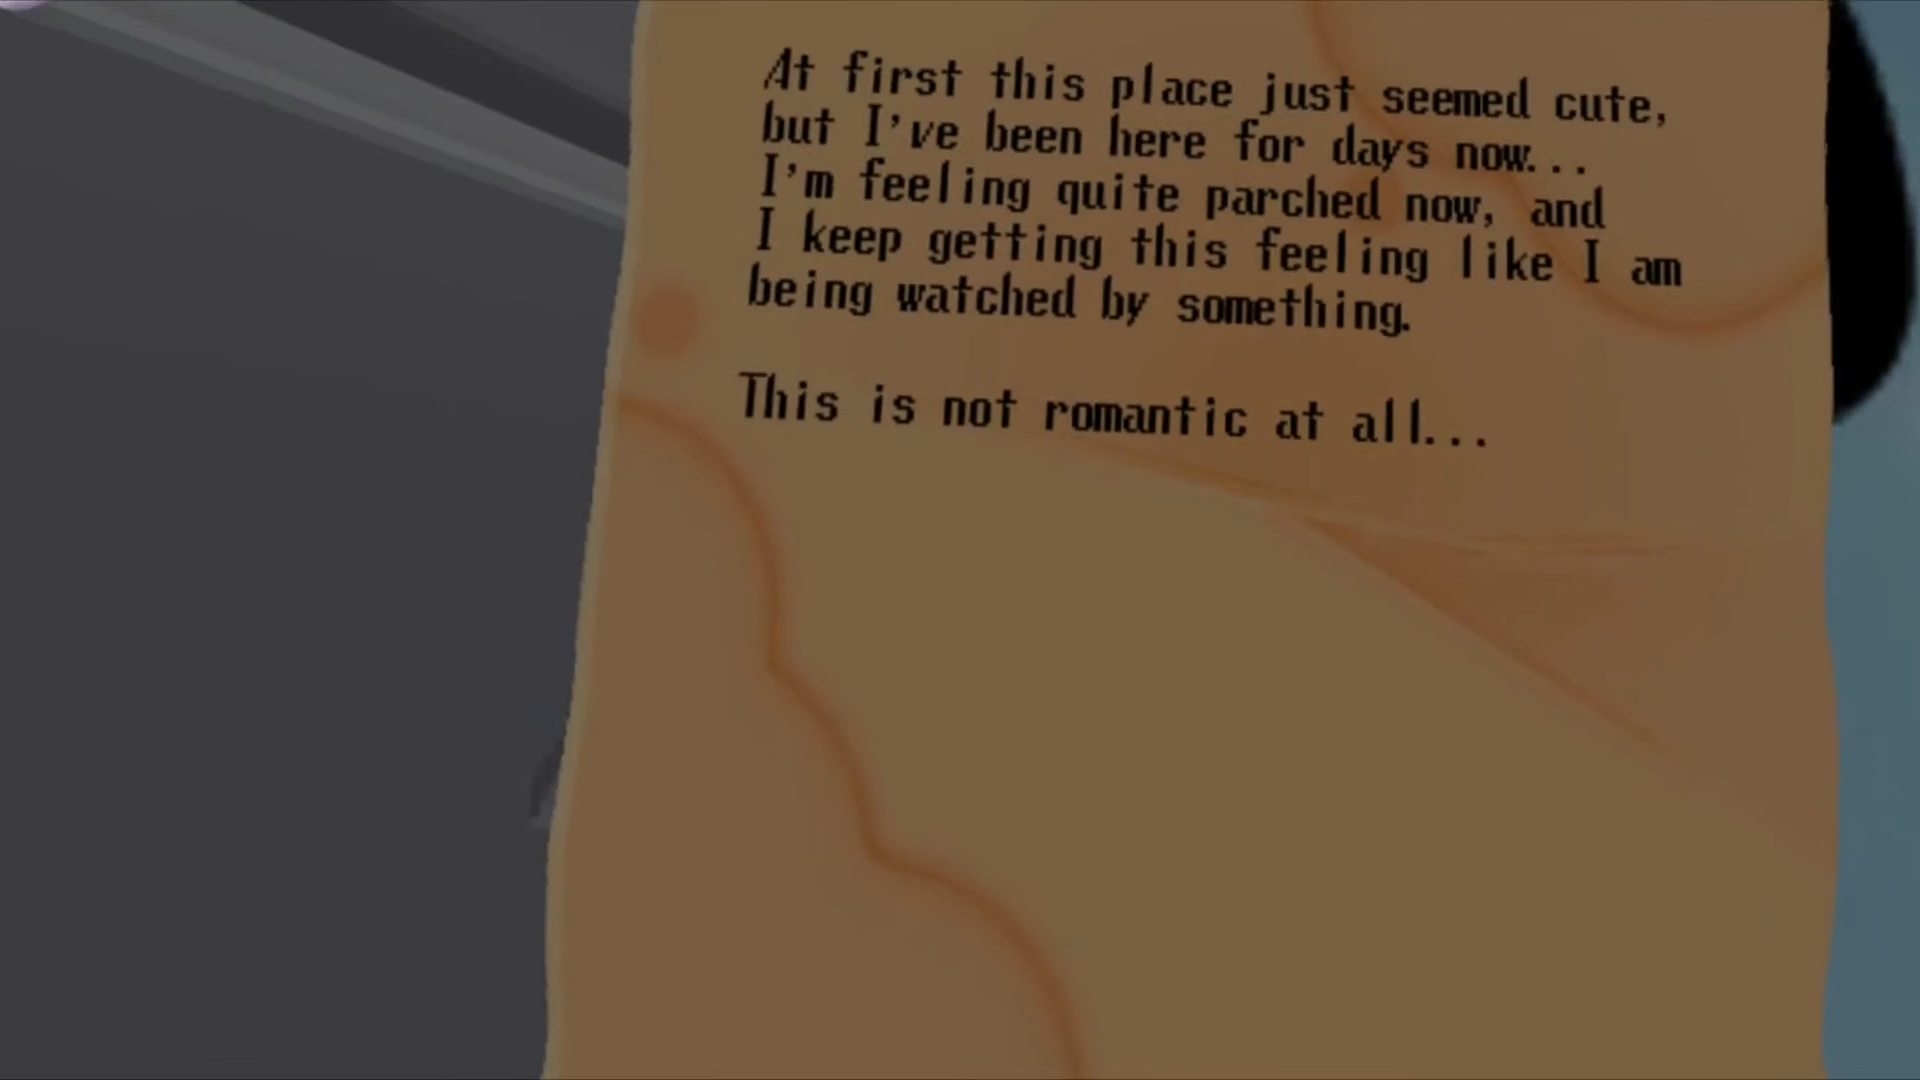 At first this place just seemed cute,
but I've been here for days now...
I'm feeling quite parched now, and
I keep getting this feeling like I am
being watched by something.
This is not romantic at all...